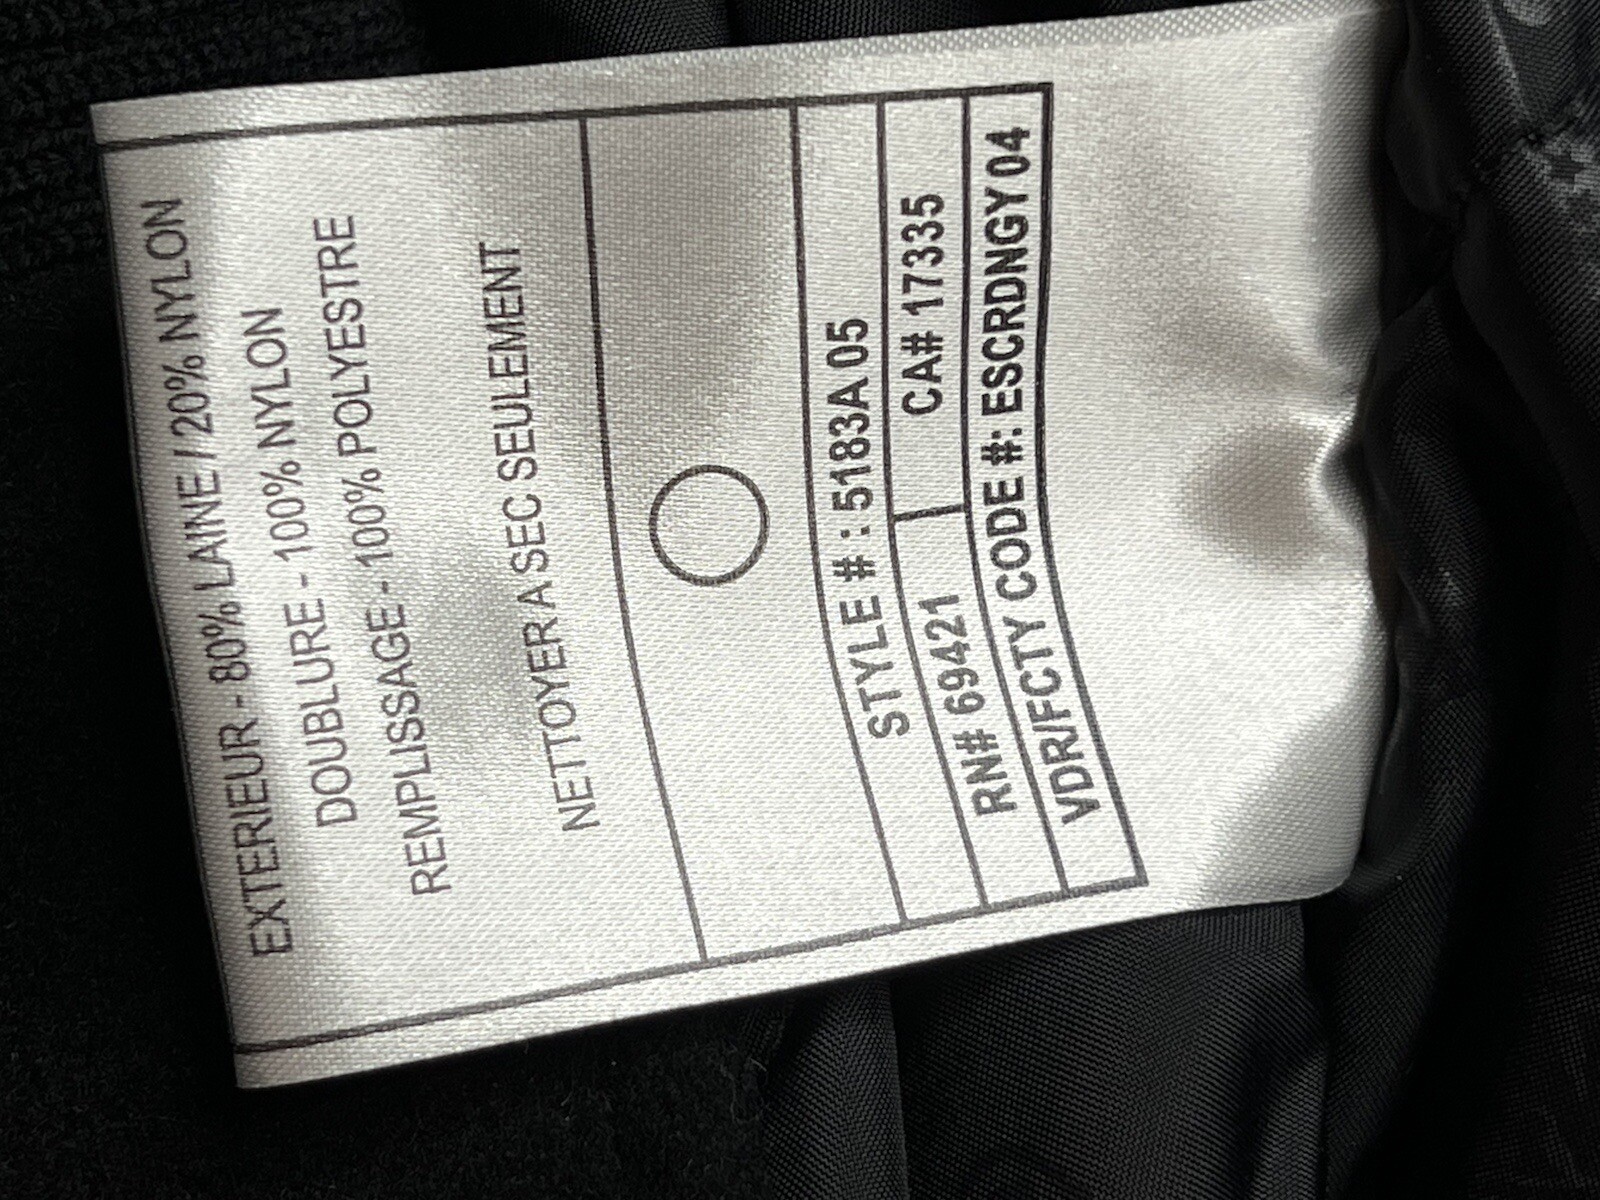 EXTERIEUR - 80% LAINE / 20% NYLON
DOUBLURE - 100% NYLON
REMPLISSAGE - 100% POLYESTRE
NETTOYER A SEC SEULEMENT
STYLE # : 5183A 05
RN# 69421 CA# 17335
VDR/FCTY CODE #: ESCRDNGY 04